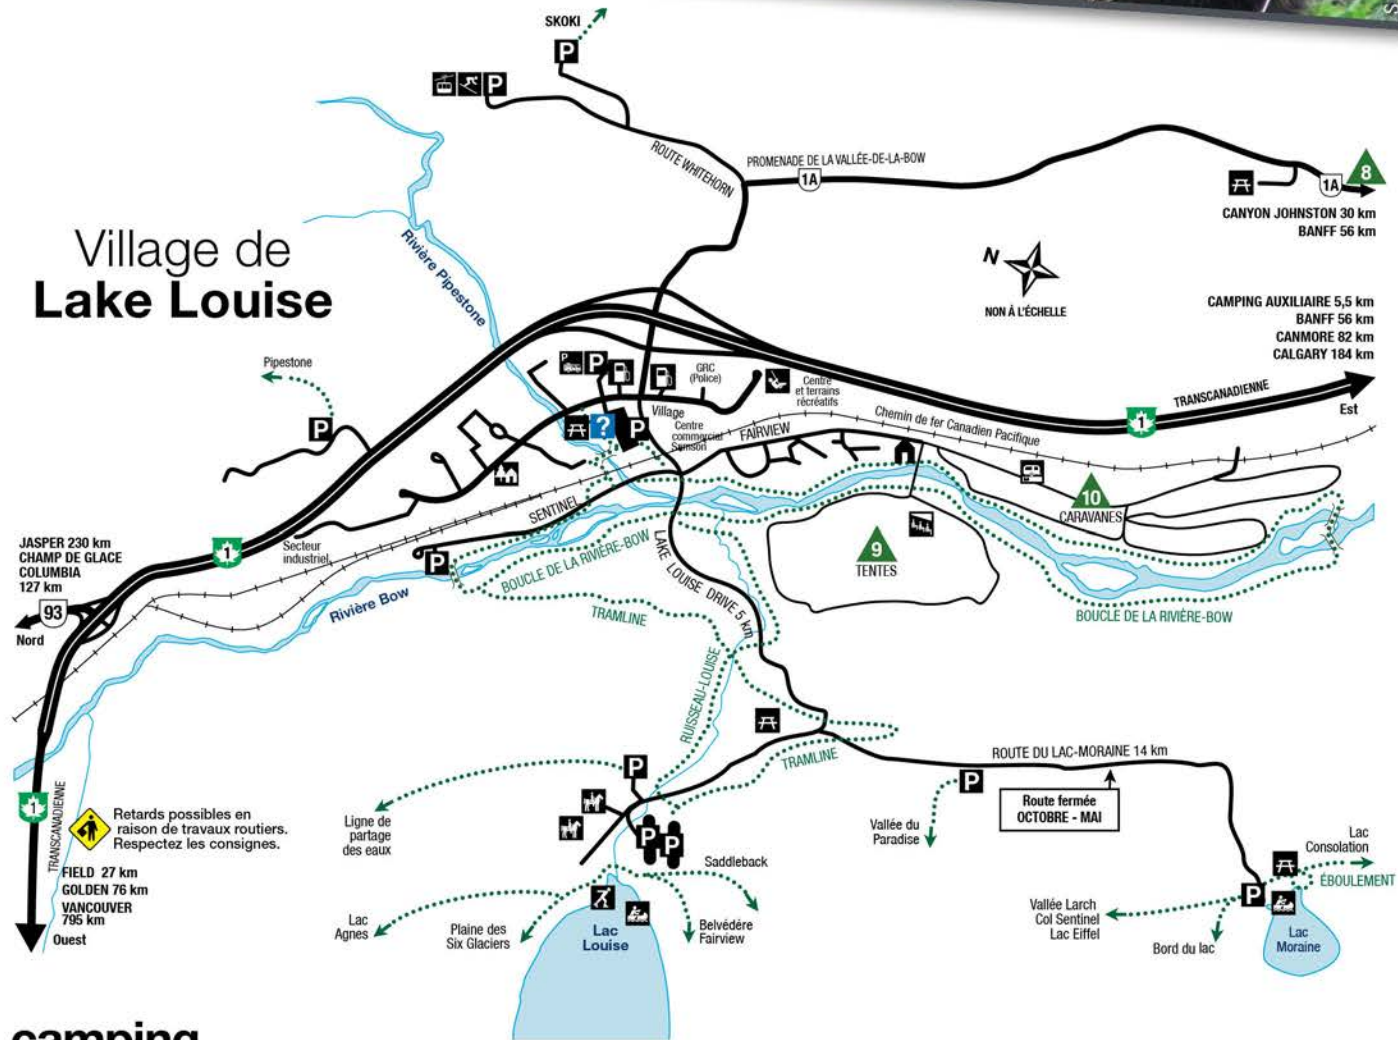 SKOKI
P
P
ROUTE WHITEHORN
PROMENADE DE LA VALLÉE-DE-LA-BOW
1A
1A
8
CANYON JOHNSTON 30 km
BANFF 56 km
Village de
Lake Louise
Rivière Pipestone
N
NON À L'ÉCHELLE
CAMPING AUXILIAIRE 5,5 km
BANFF 56 km
CANMORE 82 km
CALGARY 184 km
TRANSCANADIENNE
1
Est
Pipestone
P
P
P
GRC
(Police)
Centre
et terrains
récréatifs
Village
Centre
commercial
Samson
?
P
FAIRVIEW
Chemin de fer Canadien Pacifique
SENTINEL
10
CARAVANES
9
TENTES
1
Secteur
industriel
P
JASPER 230 km
CHAMP DE GLACE
COLUMBIA
127 km
93
Nord
Rivière Bow
BOUCLE DE LA RIVIÈRE-BOW
TRAMLINE
LAKE LOUISE DRIVE 5 km
BOUCLE DE LA RIVIÈRE-BOW
RUISSEAU-LOUISE
TRAMLINE
ROUTE DU LAC-MORAINE 14 km
P
Route fermée
OCTOBRE - MAI
Vallée du
Paradise
1
TRANSCANADIENNE
Retards possibles en
raison de travaux routiers.
Respectez les consignes.
FIELD 27 km
GOLDEN 76 km
VANCOUVER
795 km
Ouest
P
Ligne de
partage
des eaux
P
P
Saddleback
Lac
Agnes
Plaine des
Six Glaciers
Lac
Louise
Belvédère
Fairview
Lac
Consolation
ÉBOULEMENT
P
Vallée Larch
Col Sentinel
Lac Eiffel
Bord du lac
Lac
Moraine
camping